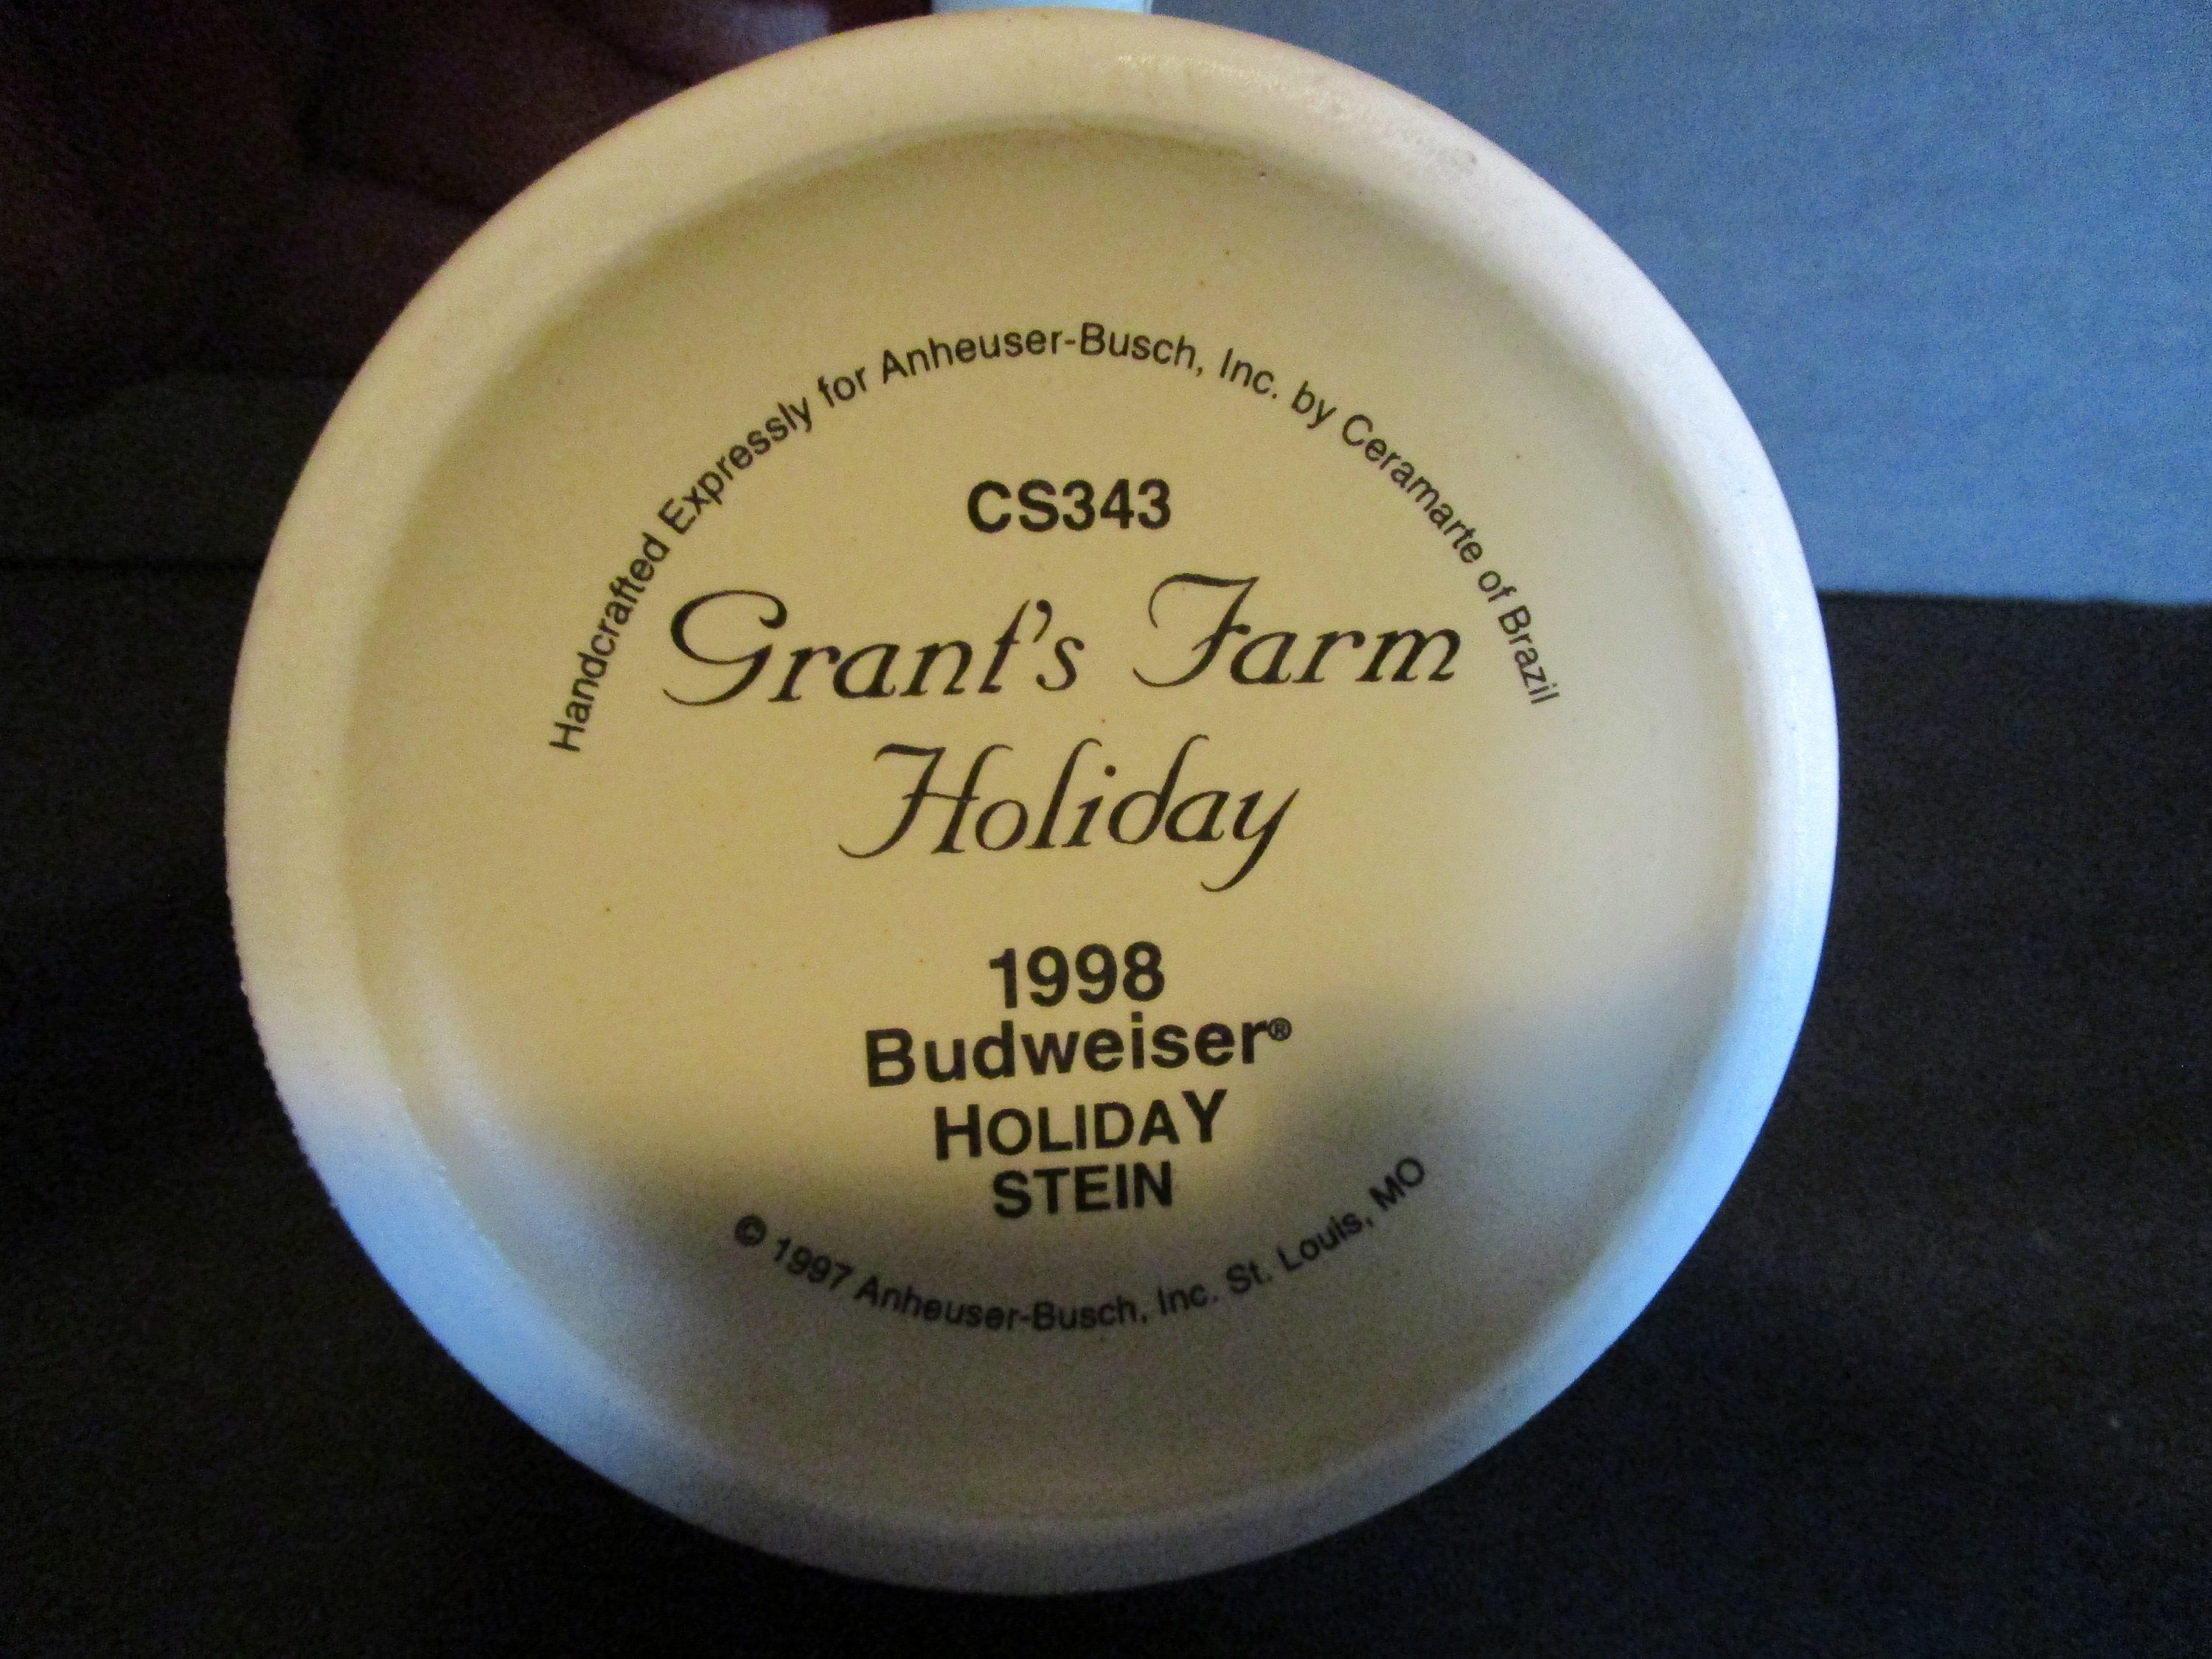 Handcrafted Expressly for Anheuser-Busch, Inc. by Ceramarte of Brazil
CS343
Grant's Farm
Holiday
1998
Budweiser®
HOLIDAY
STEIN
© 1997 Anheuser-Busch, Inc. St. Louis, MO